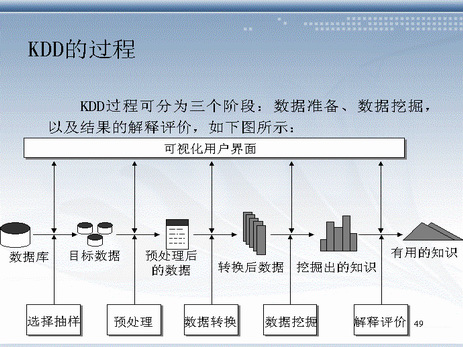 KDD的过程
KDD过程可分为三个阶段：数据准备、数据挖掘，
以及结果的解释评价，如下图所示：
可视化用户界面
数据库
目标数据
预处理后
的数据
转换后数据
挖掘出的知识
有用的知识
选择抽样
预处理
数据转换
数据挖掘
解释评价
49